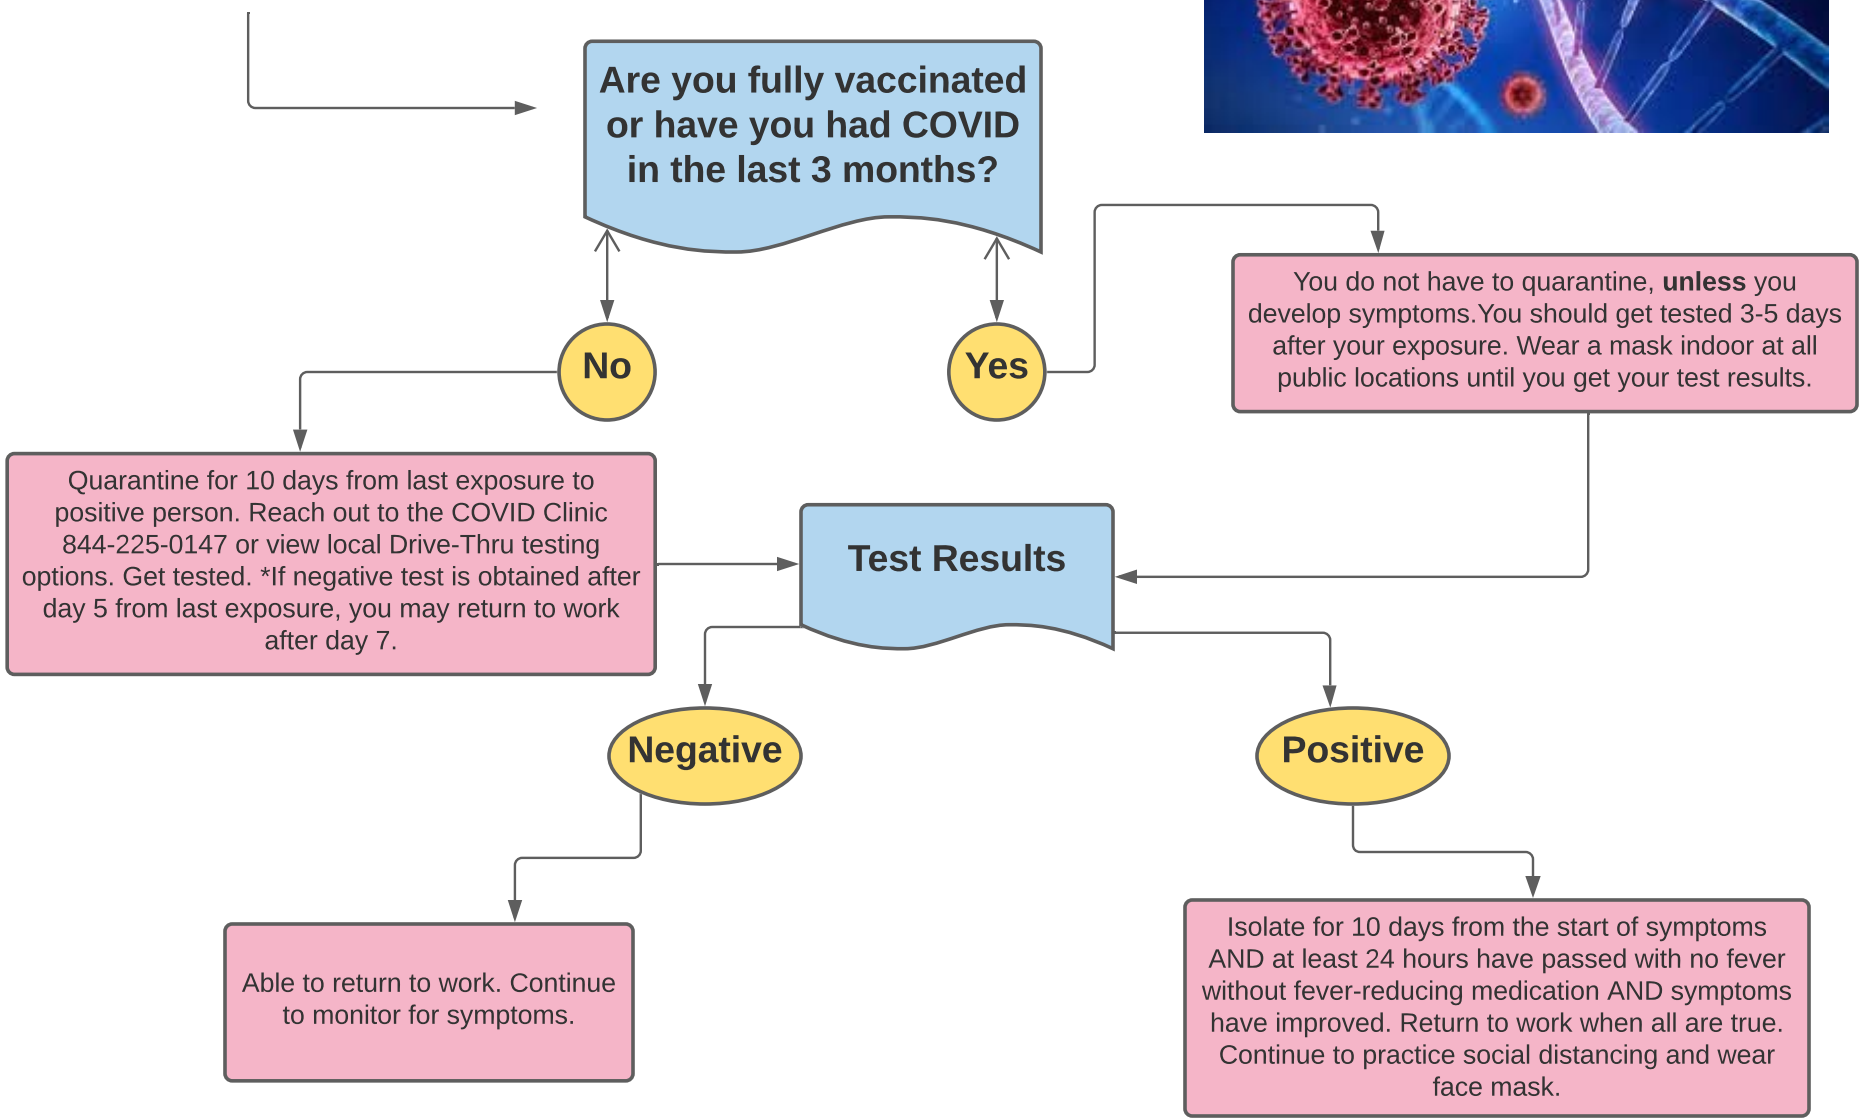 Are you fully vaccinated
or have you had COVID
in the last 3 months?
You do not have to quarantine, unless you
develop symptoms.You should get tested 3-5 days
after your exposure. Wear a mask indoor at all
public locations until you get your test results.
No
Yes
Quarantine for 10 days from last exposure to
positive person. Reach out to the COVID Clinic
844-225-0147 or view local Drive-Thru testing
options. Get tested. *If negative test is obtained after
day 5 from last exposure, you may return to work
after day 7.
Test Results
Negative
Positive
Able to return to work. Continue
to monitor for symptoms.
Isolate for 10 days from the start of symptoms
AND at least 24 hours have passed with no fever
without fever-reducing medication AND symptoms
have improved. Return to work when all are true.
Continue to practice social distancing and wear
face mask.